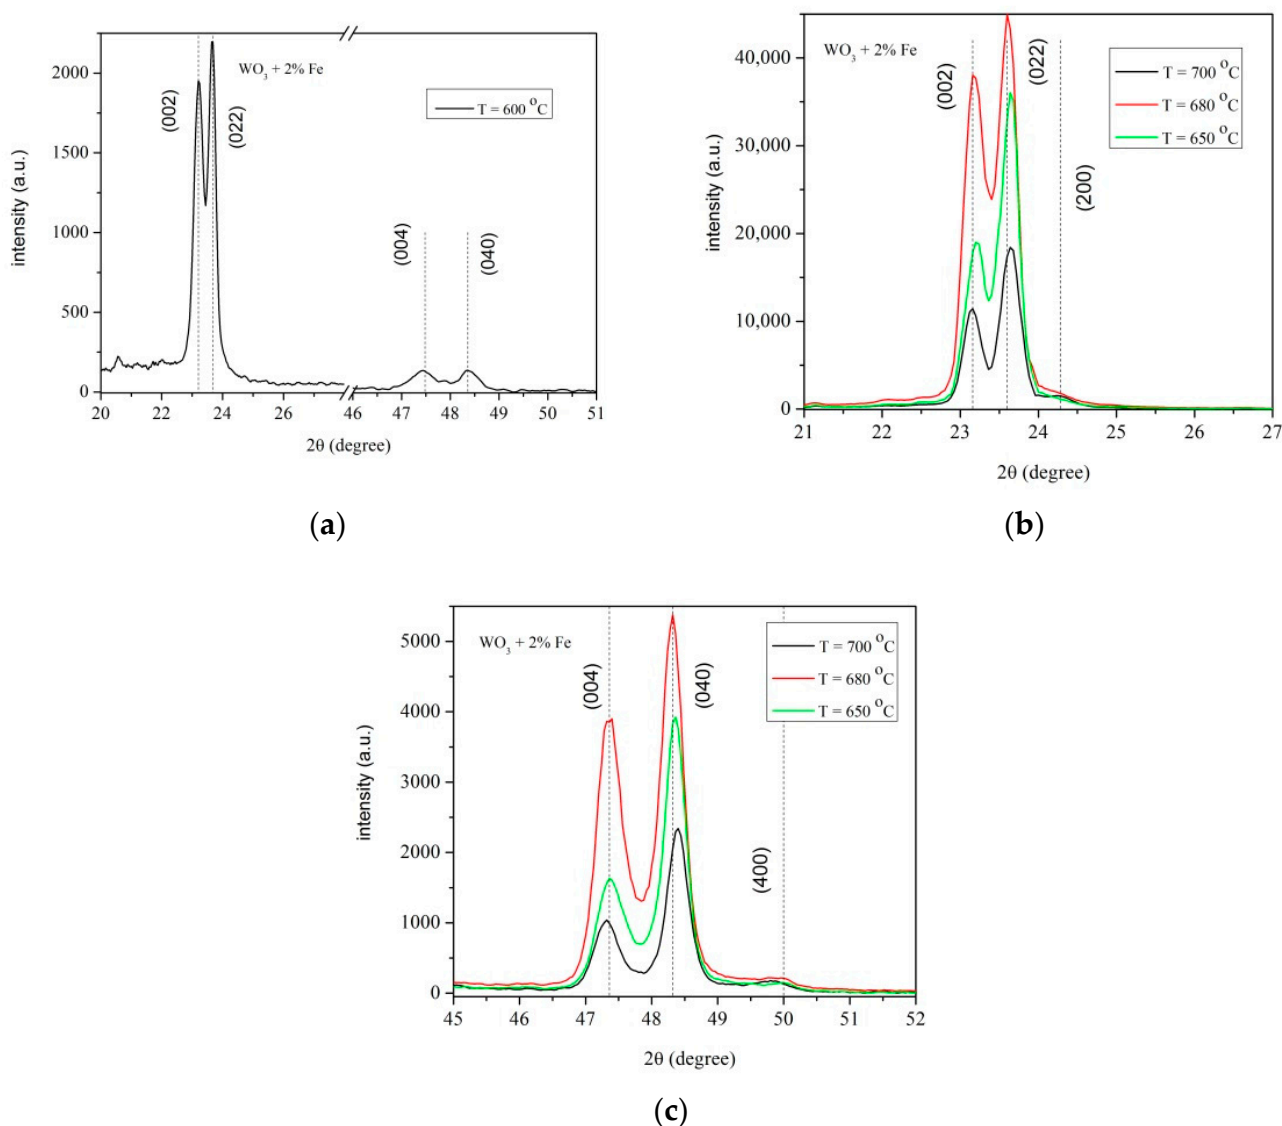 WO3 + 2% Fe
T = 600 °C
(002)
(022)
(004)
(040)
intensity (a.u.)
2000
1500
1000
500
0
20 22 24 26 46 47 48 49 50 51
2θ (degree)
(a)
WO3 + 2% Fe
T = 700 °C
T = 680 °C
T = 650 °C
(002)
(022)
(200)
intensity (a.u.)
40,000
30,000
20,000
10,000
0
21 22 23 24 25 26 27
2θ (degree)
(b)
WO3 + 2% Fe
T = 700 °C
T = 680 °C
T = 650 °C
(004)
(040)
(400)
intensity (a.u.)
5000
4000
3000
2000
1000
0
45 46 47 48 49 50 51 52
2θ (degree)
(c)